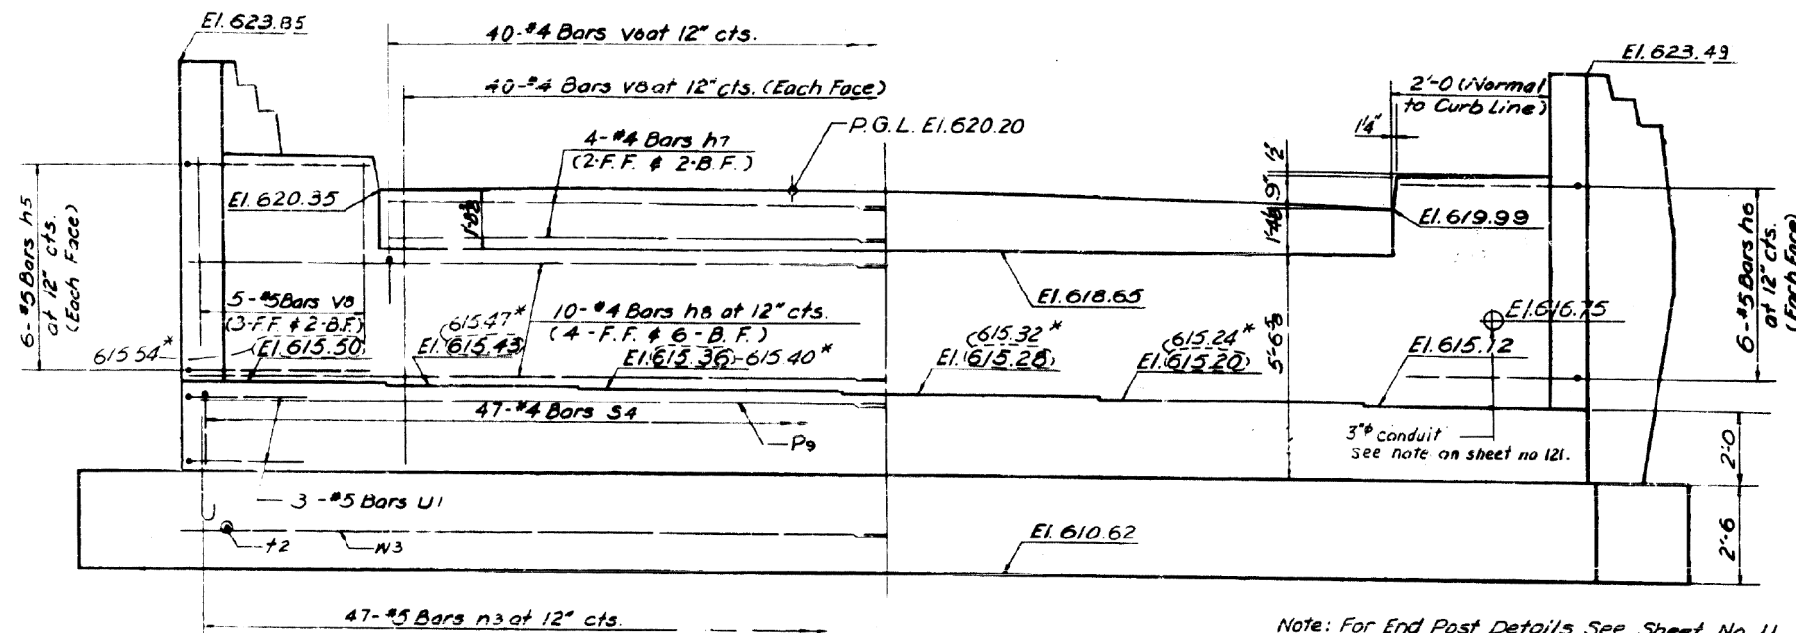 El. 623.85
40-#4 Bars v6 at 12" cts.
El. 623.49
40-#4 Bars v8 at 12" cts. (Each Face)
2'-0 (Normal
to Curb Line)
1¼"
P.G.L. El. 620.20
4-#4 Bars h7
(2-F.F. & 2-B.F.)
½
9"
6-#5 Bars h5
at 12" cts.
(Each Face)
El. 620.35
El. 619.99
6-#5 Bars h6
at 12" cts.
(Each Face)
El. 618.65
5-#5 Bars v8
(3-F.F. & 2-B.F.)
10-#4 Bars h8 at 12" cts.
(4-F.F. & 6-B.F.)
El. 616.75
615.54*
El. 615.50
615.47*
El. 615.43
El. 615.36 615.40*
615.32*
El. 615.28
615.24*
El. 615.20
El. 615.12
47-#4 Bars S4
P9
3"φ conduit
see note on sheet no 121.
2'-0
3-#5 Bars U1
t2
W3
El. 610.62
2'-6
47-#5 Bars n3 at 12" cts.
Note: For End Post Details See Sheet No. 11